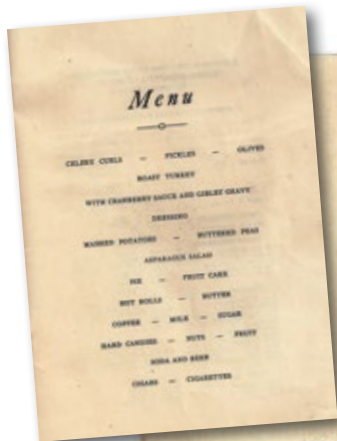 Menu
CELERY CURLS — PICKLES — OLIVES
ROAST TURKEY
WITH CRANBERRY SAUCE AND GIBLET GRAVY
DRESSING
MASHED POTATOES — BUTTERED PEAS
ASPARAGUS SALAD
PIE — FRUIT CAKE
HOT ROLLS — BUTTER
COFFEE — MILK — SUGAR
HARD CANDIES — NUTS — FRUIT
SODA AND BEER
CIGARS — CIGARETTES